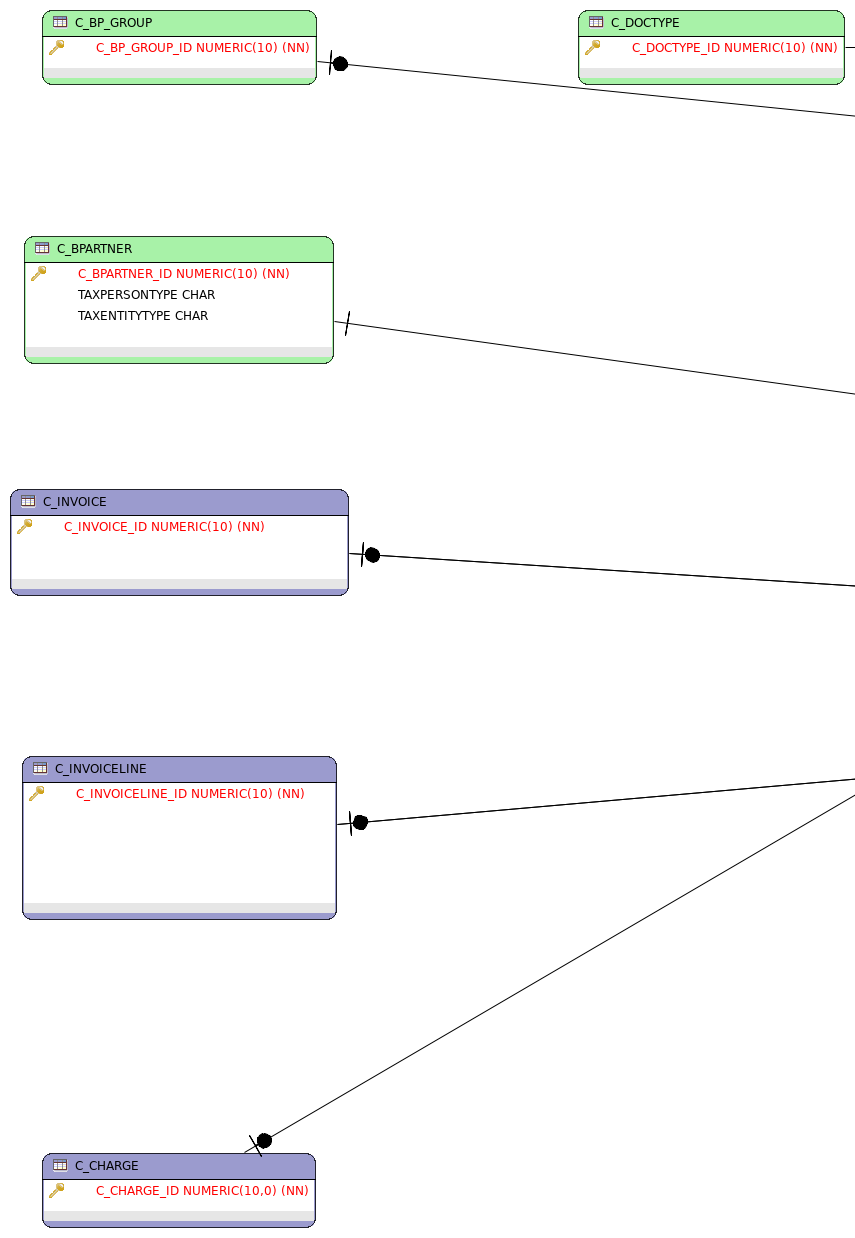 C_BP_GROUP
C_BP_GROUP_ID NUMERIC(10) (NN)
C_DOCTYPE
C_DOCTYPE_ID NUMERIC(10) (NN)
C_BPARTNER
C_BPARTNER_ID NUMERIC(10) (NN)
TAXPERSONTYPE CHAR
TAXENTITYTYPE CHAR
C_INVOICE
C_INVOICE_ID NUMERIC(10) (NN)
C_INVOICELINE
C_INVOICELINE_ID NUMERIC(10) (NN)
C_CHARGE
C_CHARGE_ID NUMERIC(10,0) (NN)